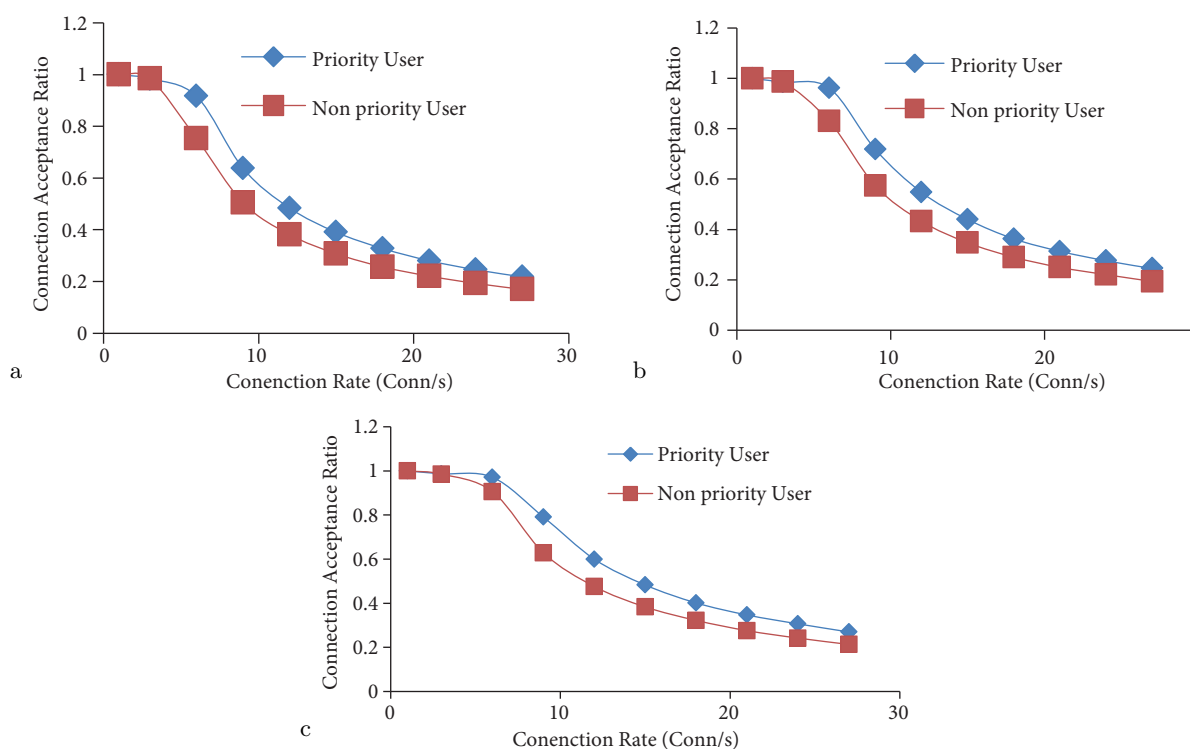 1.2
1
0.8
0.6
0.4
0.2
0
Connection Acceptance Ratio
Priority User
Non priority User
0
10
20
30
Conenction Rate (Conn/s)
a
1.2
1
0.8
0.6
0.4
0.2
0
Connection Acceptance Ratio
Priority User
Non priority User
0
10
20
Conenction Rate (Conn/s)
b
1.2
1
0.8
0.6
0.4
0.2
0
Connection Acceptance Ratio
Priority User
Non priority User
0
10
20
30
Conenction Rate (Conn/s)
c